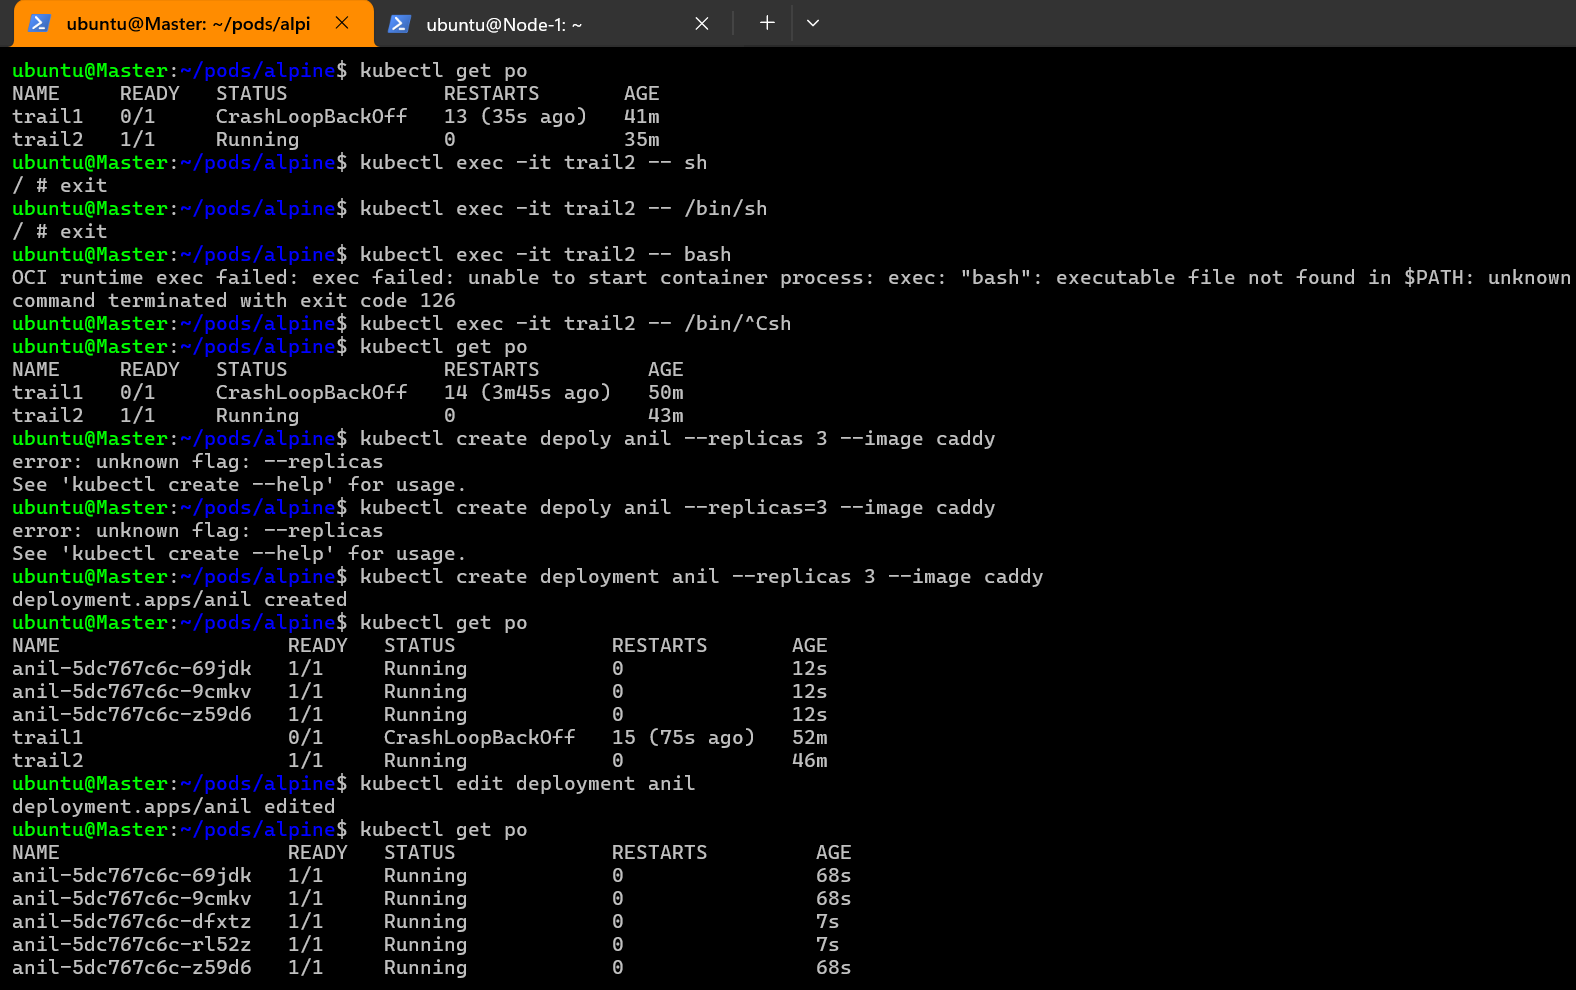 ubuntu@Master: ~/pods/alpi
ubuntu@Node-1: ~
ubuntu@Master:~/pods/alpine$ kubectl get po
NAME     READY   STATUS             RESTARTS       AGE
trail1   0/1     CrashLoopBackOff   13 (35s ago)   41m
trail2   1/1     Running            0              35m
ubuntu@Master:~/pods/alpine$ kubectl exec -it trail2 -- sh
/ # exit
ubuntu@Master:~/pods/alpine$ kubectl exec -it trail2 -- /bin/sh
/ # exit
ubuntu@Master:~/pods/alpine$ kubectl exec -it trail2 -- bash
OCI runtime exec failed: exec failed: unable to start container process: exec: "bash": executable file not found in $PATH: unknown
command terminated with exit code 126
ubuntu@Master:~/pods/alpine$ kubectl exec -it trail2 -- /bin/^Csh
ubuntu@Master:~/pods/alpine$ kubectl get po
NAME     READY   STATUS             RESTARTS         AGE
trail1   0/1     CrashLoopBackOff   14 (3m45s ago)   50m
trail2   1/1     Running            0                43m
ubuntu@Master:~/pods/alpine$ kubectl create depoly anil --replicas 3 --image caddy
error: unknown flag: --replicas
See 'kubectl create --help' for usage.
ubuntu@Master:~/pods/alpine$ kubectl create depoly anil --replicas=3 --image caddy
error: unknown flag: --replicas
See 'kubectl create --help' for usage.
ubuntu@Master:~/pods/alpine$ kubectl create deployment anil --replicas 3 --image caddy
deployment.apps/anil created
ubuntu@Master:~/pods/alpine$ kubectl get po
NAME                   READY   STATUS             RESTARTS       AGE
anil-5dc767c6c-69jdk   1/1     Running            0              12s
anil-5dc767c6c-9cmkv   1/1     Running            0              12s
anil-5dc767c6c-z59d6   1/1     Running            0              12s
trail1                 0/1     CrashLoopBackOff   15 (75s ago)   52m
trail2                 1/1     Running            0              46m
ubuntu@Master:~/pods/alpine$ kubectl edit deployment anil
deployment.apps/anil edited
ubuntu@Master:~/pods/alpine$ kubectl get po
NAME                   READY   STATUS             RESTARTS         AGE
anil-5dc767c6c-69jdk   1/1     Running            0                68s
anil-5dc767c6c-9cmkv   1/1     Running            0                68s
anil-5dc767c6c-dfxtz   1/1     Running            0                7s
anil-5dc767c6c-rl52z   1/1     Running            0                7s
anil-5dc767c6c-z59d6   1/1     Running            0                68s